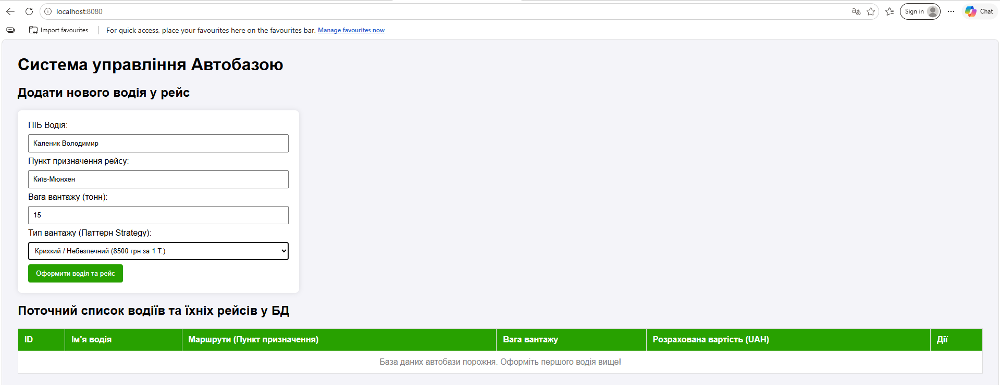 localhost:8080
Sign in
Chat
Import favourites
For quick access, place your favourites here on the favourites bar. Manage favourites now
Система управління Автобазою
Додати нового водія у рейс
ПІБ Водія:
Каленик Володимир
Пункт призначення рейсу:
Київ-Мюнхен
Вага вантажу (тонн):
15
Тип вантажу (Паттерн Strategy):
Крихкий / Небезпечний (8500 грн за 1 Т.)
Оформити водія та рейс
Поточний список водіїв та їхніх рейсів у БД
ID Ім'я водія Маршрути (Пункт призначення) Вага вантажу Розрахована вартість (UAH) Дії
База даних автобази порожня. Оформіть першого водія вище!